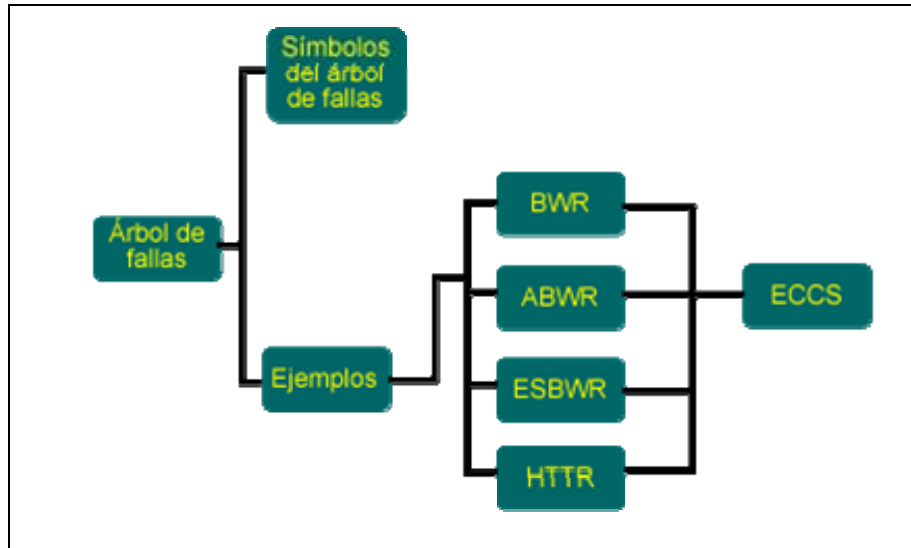 Símbolos
del árbol
de fallas
Árbol de
fallas
Ejemplos
BWR
ABWR
ESBWR
HTTR
ECCS